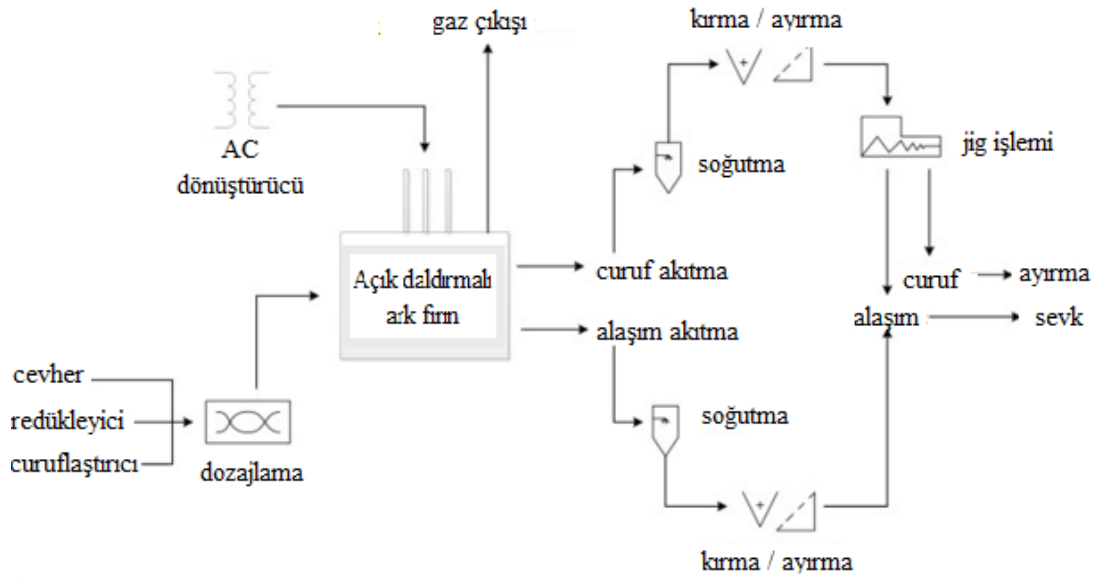 gaz çıkışı
kırma / ayırma
AC
dönüştürücü
soğutma
jig işlemi
Açık daldırmalı
ark fırın
curuf akıtma
curuf
ayırma
alaşım akıtma
alaşım
sevk
cevher
redükleyici
curuflaştırıcı
dozajlama
soğutma
kırma / ayırma